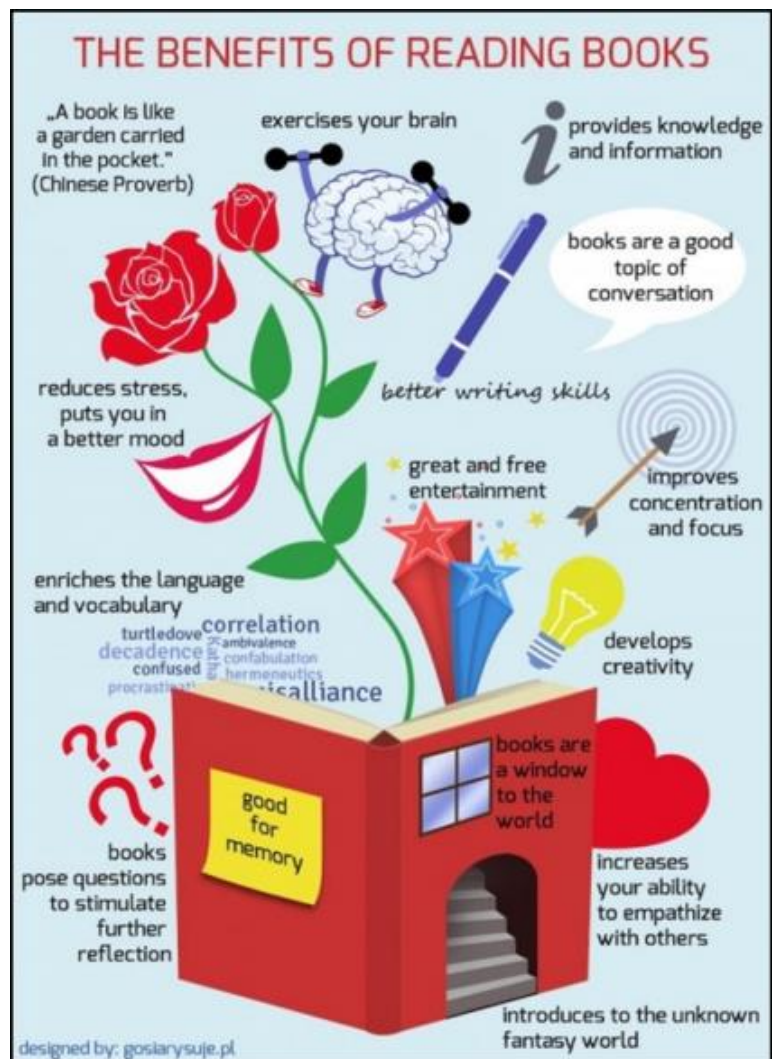 THE BENEFITS OF READING BOOKS
„A book is like
a garden carried
in the pocket.”
(Chinese Proverb)
exercises your brain
provides knowledge
and information
books are a good
topic of
conversation
better writing skills
reduces stress,
puts you in
a better mood
great and free
entertainment
improves
concentration
and focus
enriches the language
and vocabulary
turtledove
correlation
decadence
ambivalence
confused
confabulation
hermeneutics
develops
creativity
books are
a window
to the
world
good
for
memory
books
pose questions
to stimulate
further
reflection
increases
your ability
to empathize
with others
introduces to the unknown
fantasy world
designed by: gosiarysuje.pl